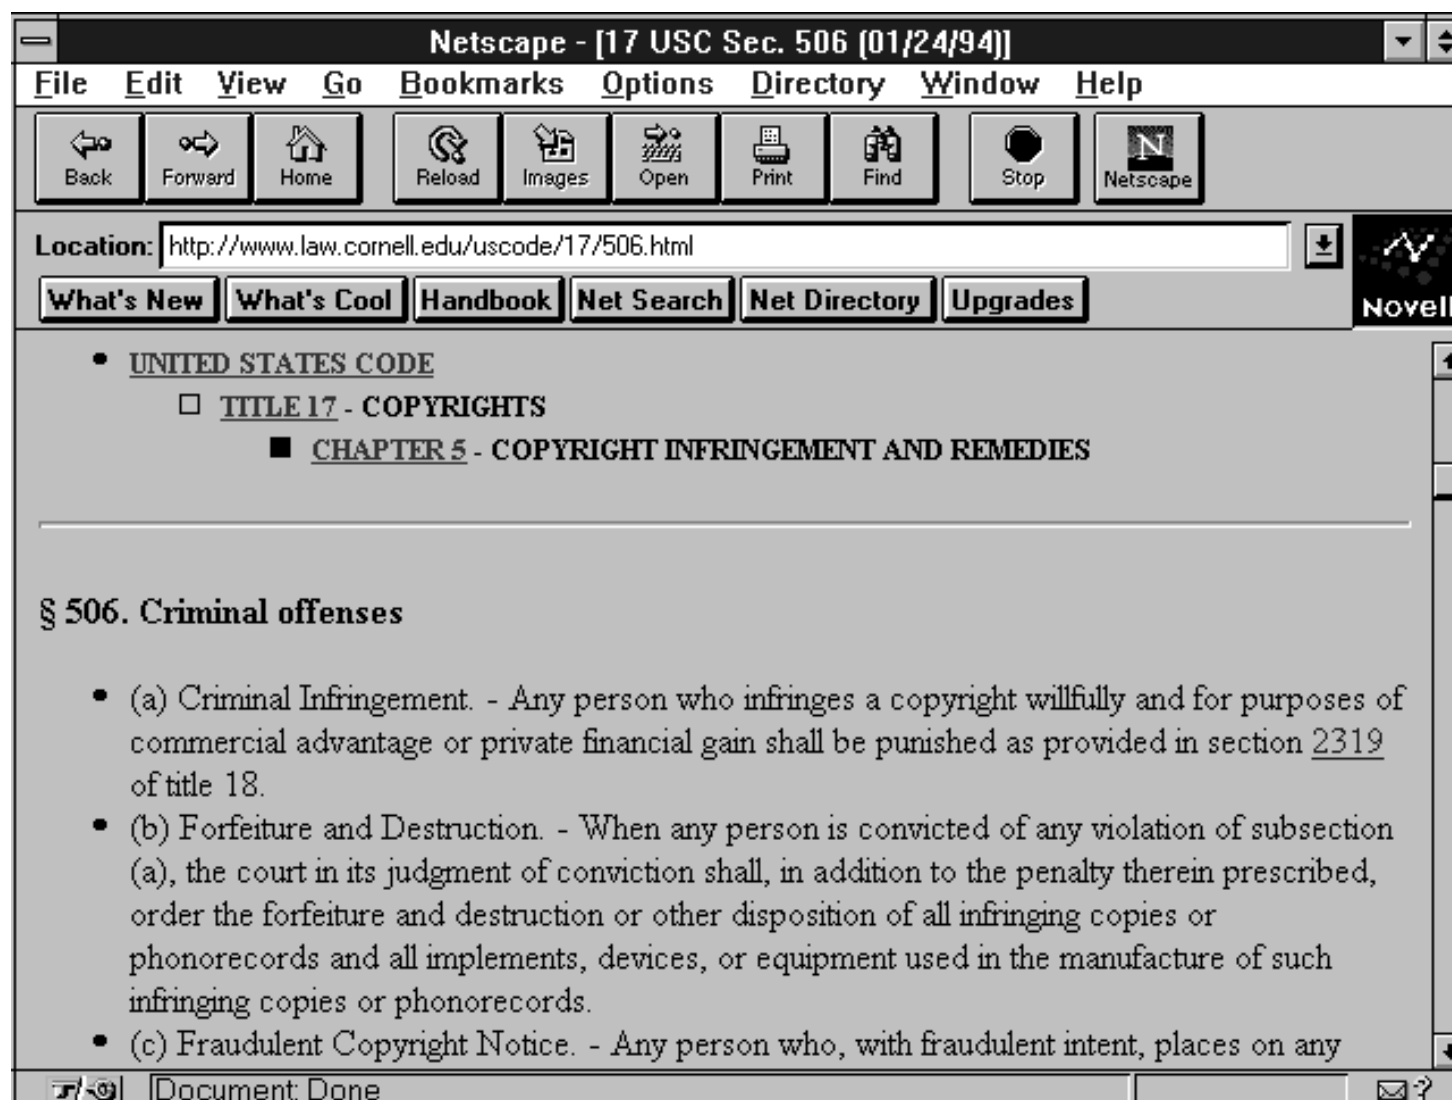 Netscape - [17 USC Sec. 506 (01/24/94)]
File Edit View Go Bookmarks Options Directory Window Help
Back Forward Home Reload Images Open Print Find Stop Netscape
N
Location: http://www.law.cornell.edu/uscode/17/506.html
What's New What's Cool Handbook Net Search Net Directory Upgrades
Novell
UNITED STATES CODE
TITLE 17 - COPYRIGHTS
CHAPTER 5 - COPYRIGHT INFRINGEMENT AND REMEDIES
§ 506. Criminal offenses
(a) Criminal Infringement. - Any person who infringes a copyright willfully and for purposes of
commercial advantage or private financial gain shall be punished as provided in section 2319
of title 18.
(b) Forfeiture and Destruction. - When any person is convicted of any violation of subsection
(a), the court in its judgment of conviction shall, in addition to the penalty therein prescribed,
order the forfeiture and destruction or other disposition of all infringing copies or
phonorecords and all implements, devices, or equipment used in the manufacture of such
infringing copies or phonorecords.
(c) Fraudulent Copyright Notice. - Any person who, with fraudulent intent, places on any
Document: Done
?